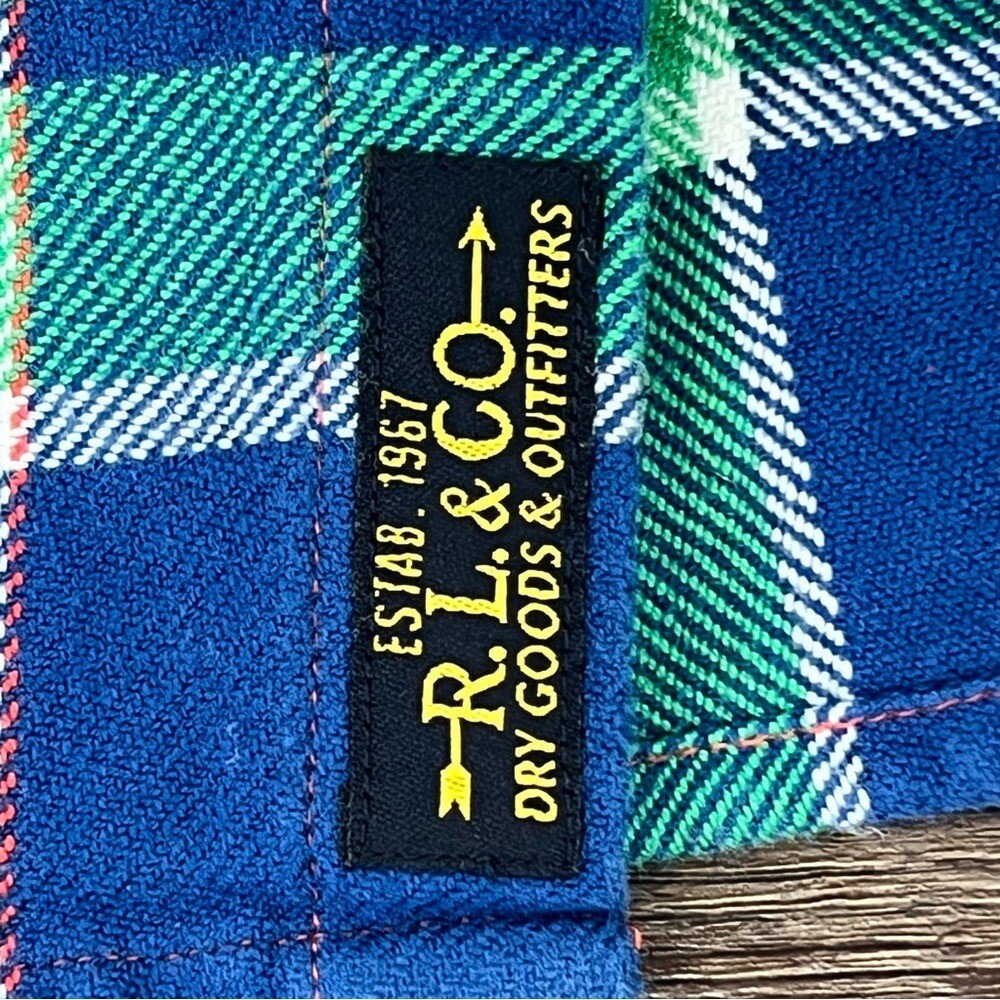 ESTAB. 1967
R.L.&CO.
DRY GOODS & OUTFITTERS